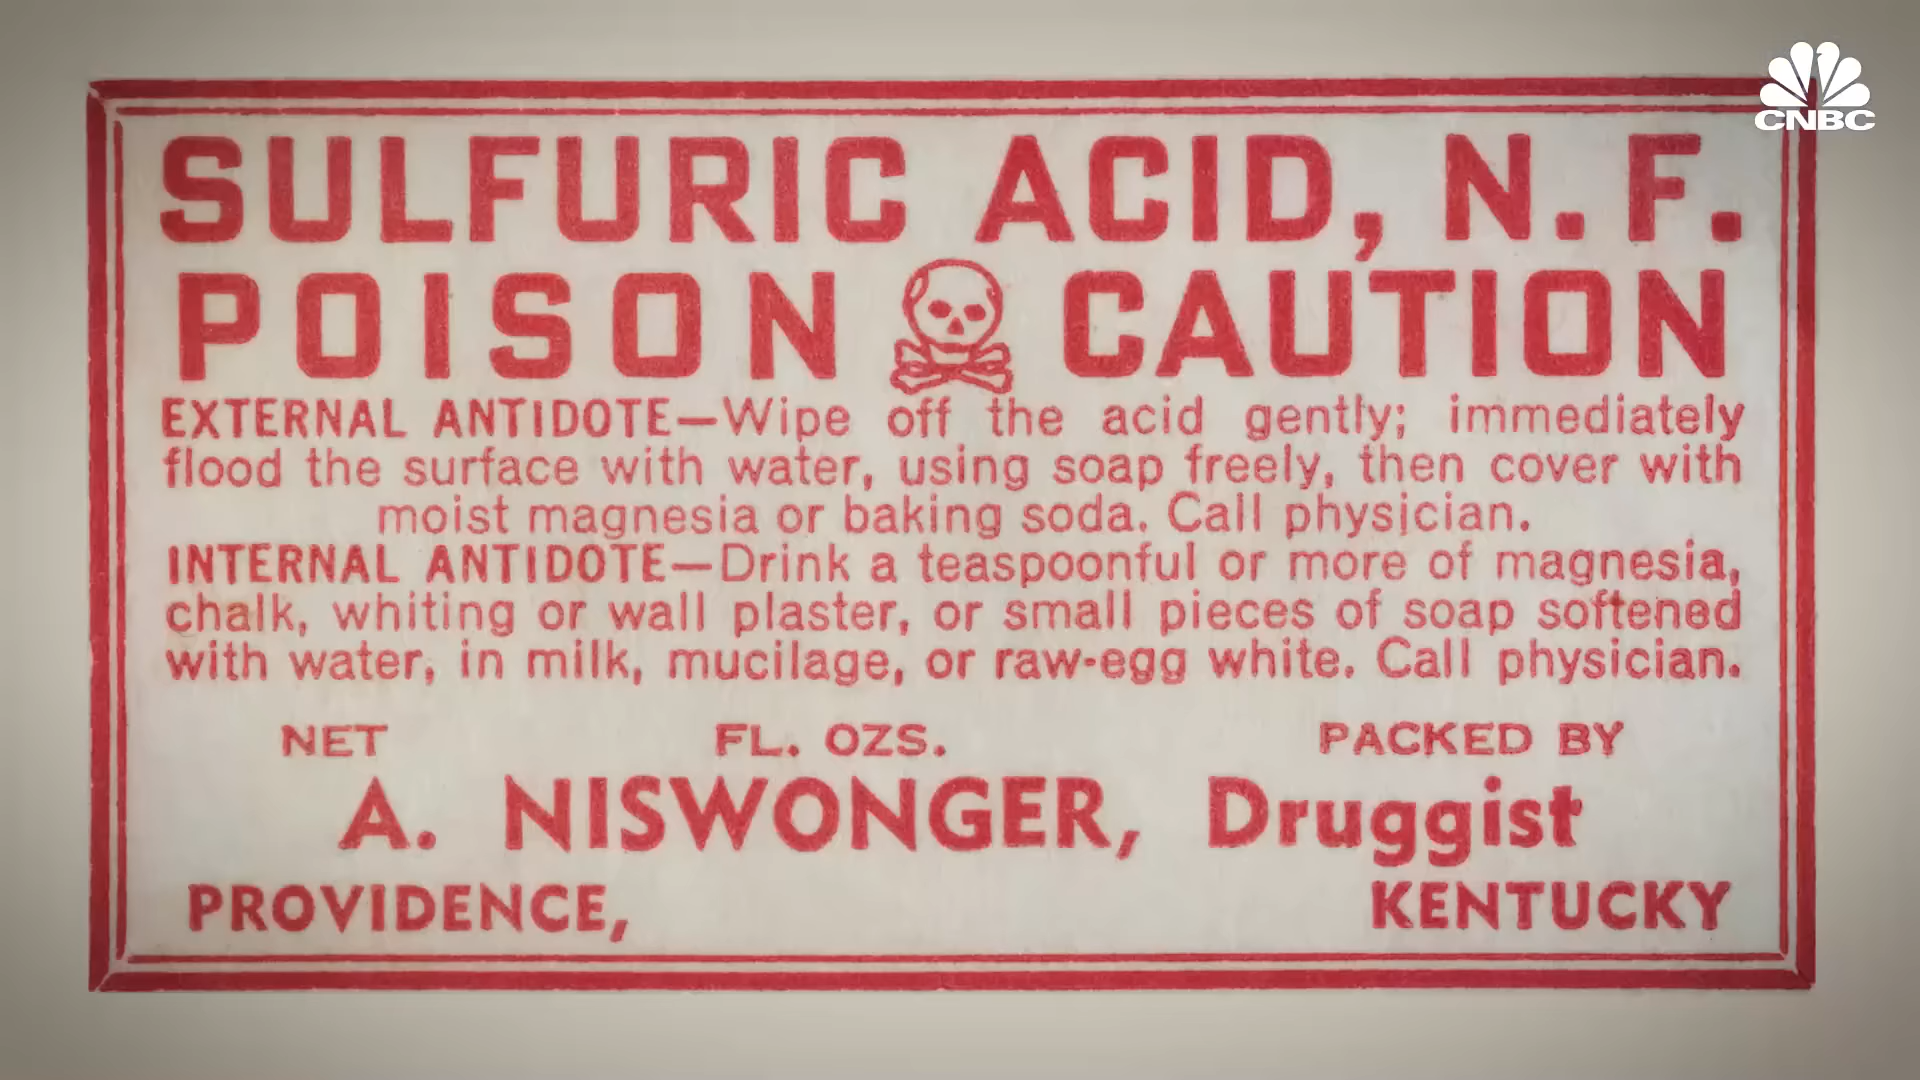 CNBC
SULFURIC ACID, N. F.
POISON CAUTION
EXTERNAL ANTIDOTE—Wipe off the acid gently; immediately
flood the surface with water, using soap freely, then cover with
moist magnesia or baking soda. Call physician.
INTERNAL ANTIDOTE—Drink a teaspoonful or more of magnesia,
chalk, whiting or wall plaster, or small pieces of soap softened
with water, in milk, mucilage, or raw-egg white. Call physician.
NET FL. OZS. PACKED BY
A. NISWONGER, Druggist
PROVIDENCE, KENTUCKY